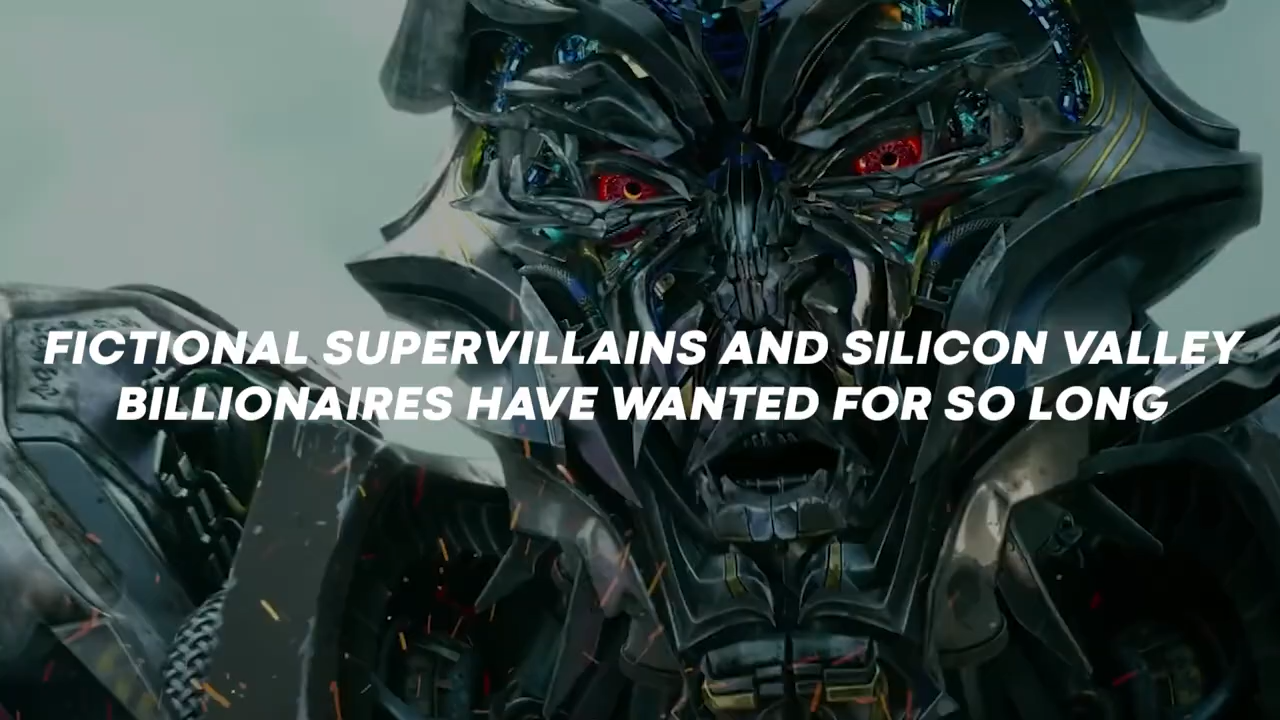 FICTIONAL SUPERVILLAINS AND SILICON VALLEY
BILLIONAIRES HAVE WANTED FOR SO LONG